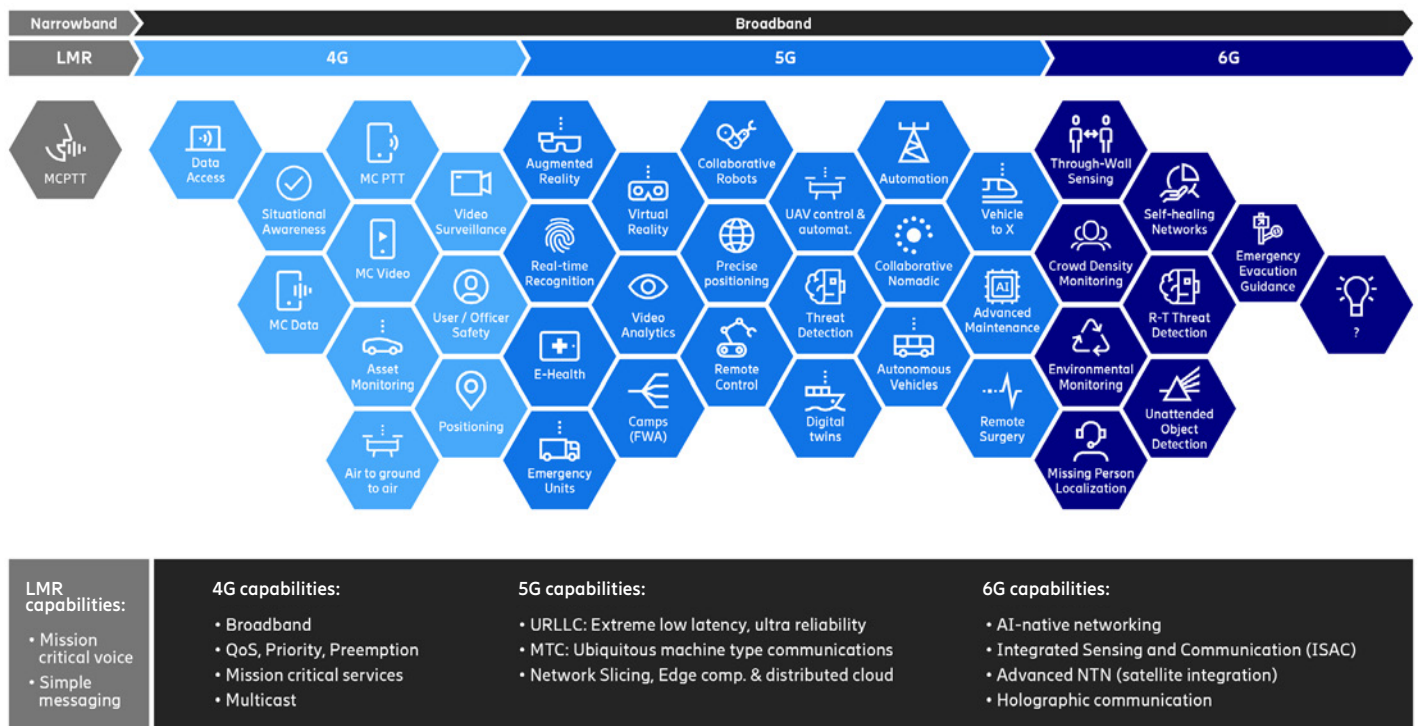 Narrowband
Broadband
LMR
4G
5G
6G
MCPTT
Data
Access
Situational
Awareness
MC Data
MC PTT
MC Video
Asset
Monitoring
Air to ground
to air
Video
Surveillance
User / Officer
Safety
Positioning
Augmented
Reality
Real-time
Recognition
E-Health
Emergency
Units
Virtual
Reality
Video
Analytics
Camps
(FWA)
Collaborative
Robots
Precise
positioning
Remote
Control
UAV control &
automat.
Threat
Detection
Digital
twins
Automation
Collaborative
Nomadic
Autonomous
Vehicles
Vehicle
to X
AI
Advanced
Maintenance
Remote
Surgery
Through-Wall
Sensing
Crowd Density
Monitoring
Environmental
Monitoring
Missing Person
Localization
Self-healing
Networks
R-T Threat
Detection
Unattended
Object
Detection
Emergency
Evacution
Guidance
?
LMR
capabilities:
• Mission
critical voice
• Simple
messaging
4G capabilities:
• Broadband
• QoS, Priority, Preemption
• Mission critical services
• Multicast
5G capabilities:
• URLLC: Extreme low latency, ultra reliability
• MTC: Ubiquitous machine type communications
• Network Slicing, Edge comp. & distributed cloud
6G capabilities:
• AI-native networking
• Integrated Sensing and Communication (ISAC)
• Advanced NTN (satellite integration)
• Holographic communication